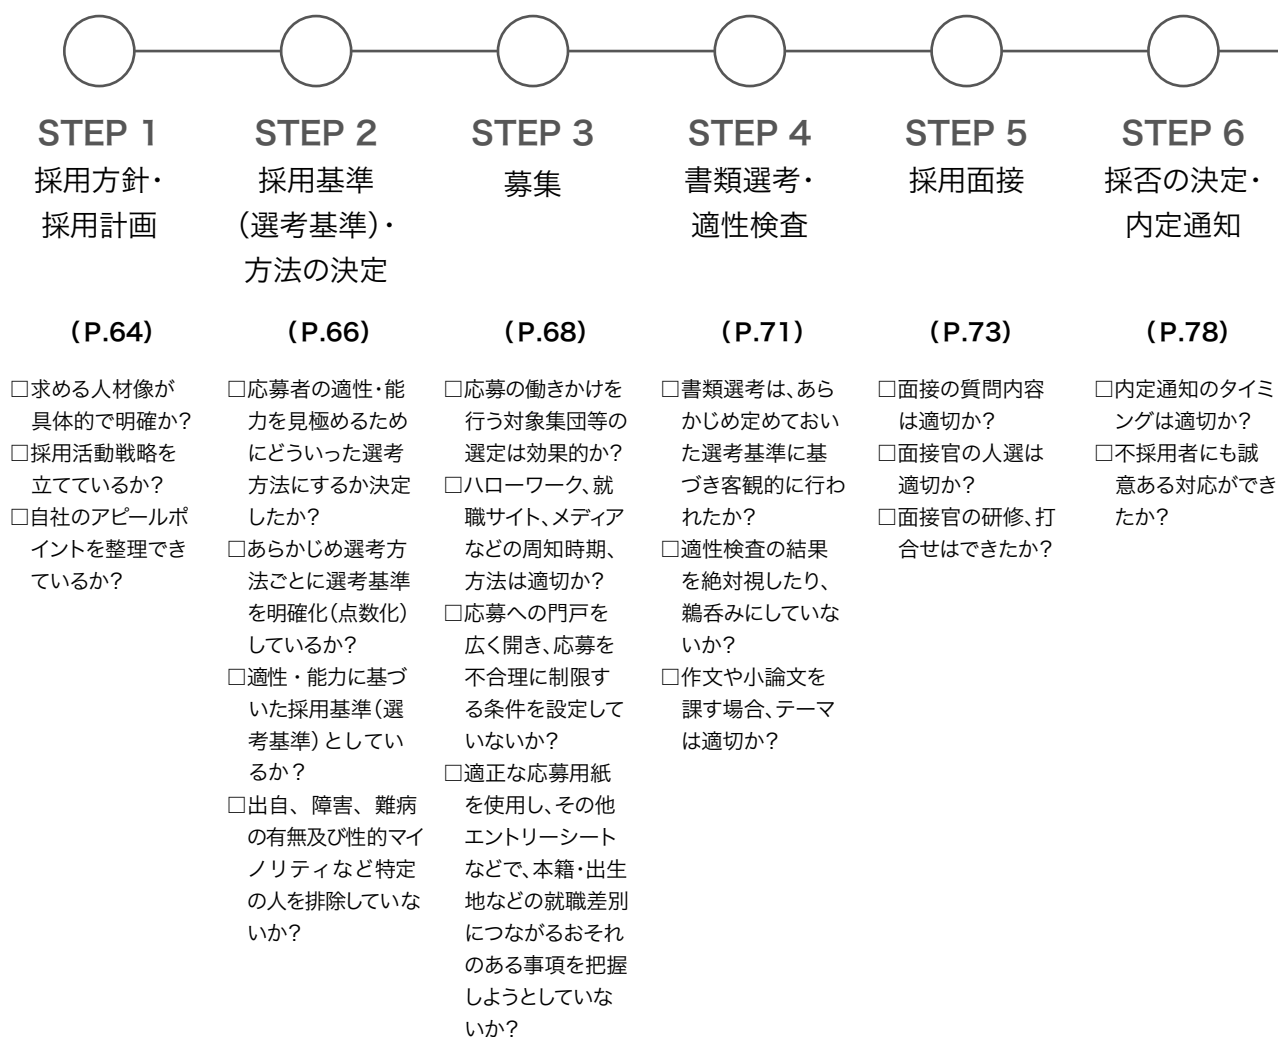 STEP 1
採用方針・
採用計画
（P.64）
□求める人材像が
具体的で明確か？
□採用活動戦略を
立てているか？
□自社のアピールポ
イントを整理でき
ているか？
STEP 2
採用基準
（選考基準）・
方法の決定
（P.66）
□応募者の適性・能
力を見極めるため
にどういった選考
方法にするか決定
したか？
□あらかじめ選考方
法ごとに選考基準
を明確化（点数化）
しているか？
□適性・能力に基づ
いた採用基準（選
考基準）としてい
るか？
□出自、障害、難病
の有無及び性的マイ
ノリティなど特定
の人を排除していな
いか？
STEP 3
募集
（P.68）
□応募の働きかけを
行う対象集団等の
選定は効果的か？
□ハローワーク、就
職サイト、メディア
などの周知時期、
方法は適切か？
□応募への門戸を
広く開き、応募を
不合理に制限す
る条件を設定して
いないか？
□適正な応募用紙
を使用し、その他
エントリーシート
などで、本籍・出生
地などの就職差別
につながるおそれ
のある事項を把握
しようとしていな
いか？
STEP 4
書類選考・
適性検査
（P.71）
□書類選考は、あら
かじめ定めておい
た選考基準に基
づき客観的に行わ
れたか？
□適性検査の結果
を絶対視したり、
鵜呑みにしていな
いか？
□作文や小論文を
課す場合、テーマ
は適切か？
STEP 5
採用面接
（P.73）
□面接の質問内容
は適切か？
□面接官の人選は
適切か？
□面接官の研修、打
合せはできたか？
STEP 6
採否の決定・
内定通知
（P.78）
□内定通知のタイミ
ングは適切か？
□不採用者にも誠
意ある対応ができ
たか？